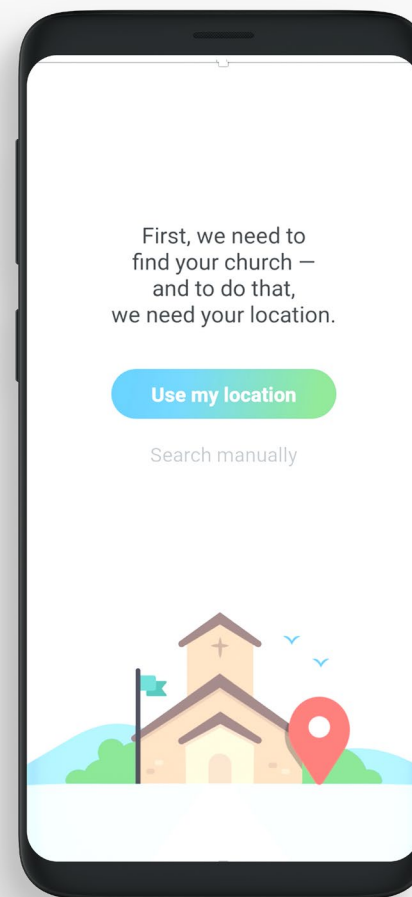 First, we need to
find your church —
and to do that,
we need your location.
Use my location
Search manually